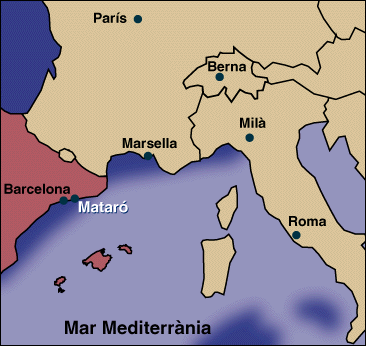 París
Berna
Milà
Marsella
Barcelona
Mataró
Roma
Mar Mediterrània